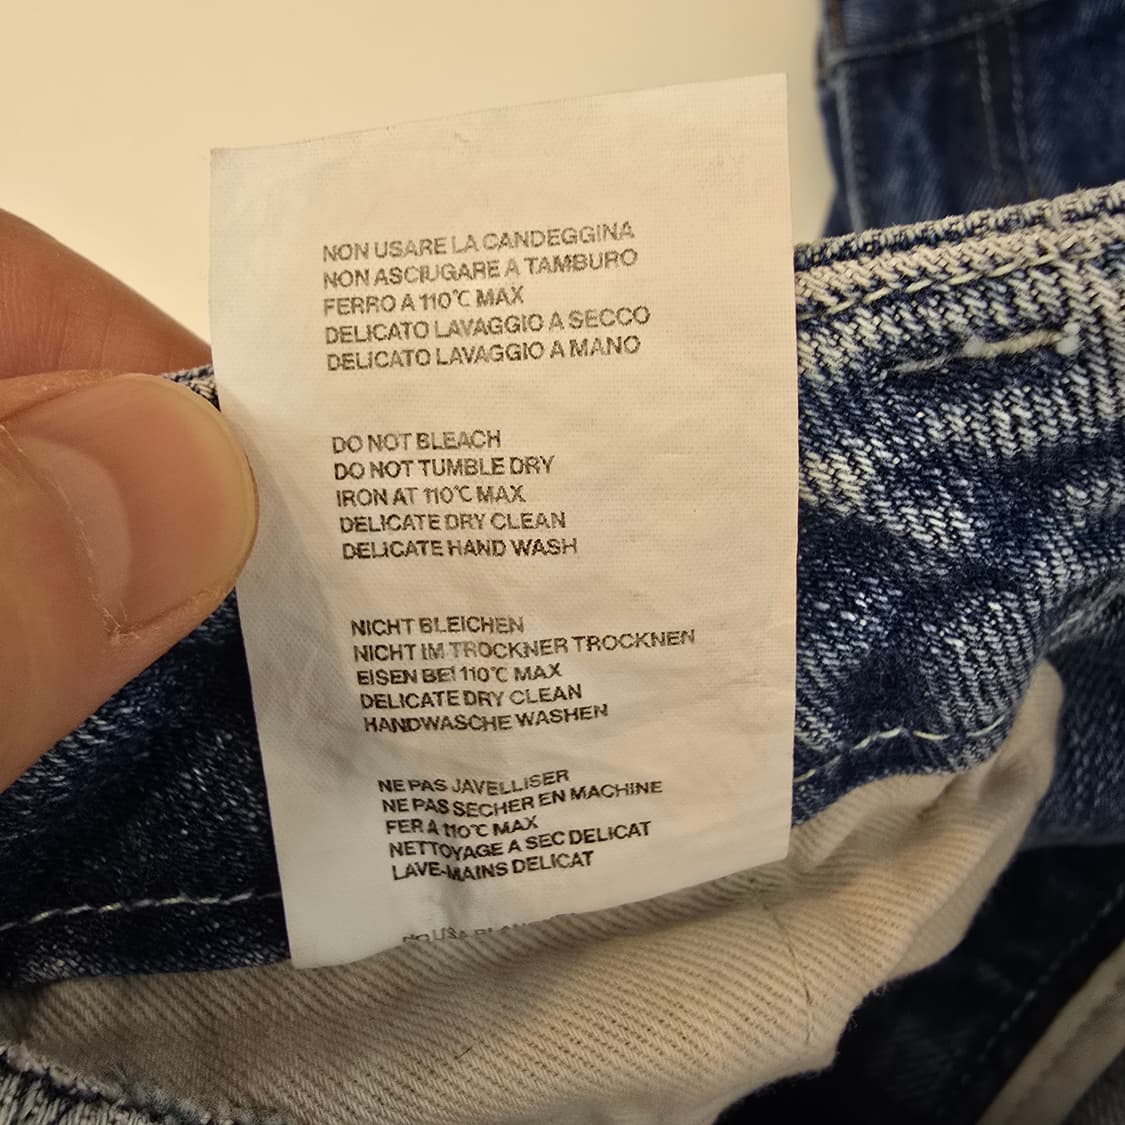 NON USARE LA CANDEGGINA
NON ASCIUGARE A TAMBURO
FERRO A 110°C MAX
DELICATO LAVAGGIO A SECCO
DELICATO LAVAGGIO A MANO
DO NOT BLEACH
DO NOT TUMBLE DRY
IRON AT 110°C MAX
DELICATE DRY CLEAN
DELICATE HAND WASH
NICHT BLEICHEN
NICHT IM TROCKNER TROCKNEN
EISEN BEI 110°C MAX
DELICATE DRY CLEAN
HANDWASCHE WASHEN
NE PAS JAVELLISER
NE PAS SECHER EN MACHINE
FER A 110°C MAX
NETTOYAGE A SEC DELICAT
LAVE-MAINS DELICAT